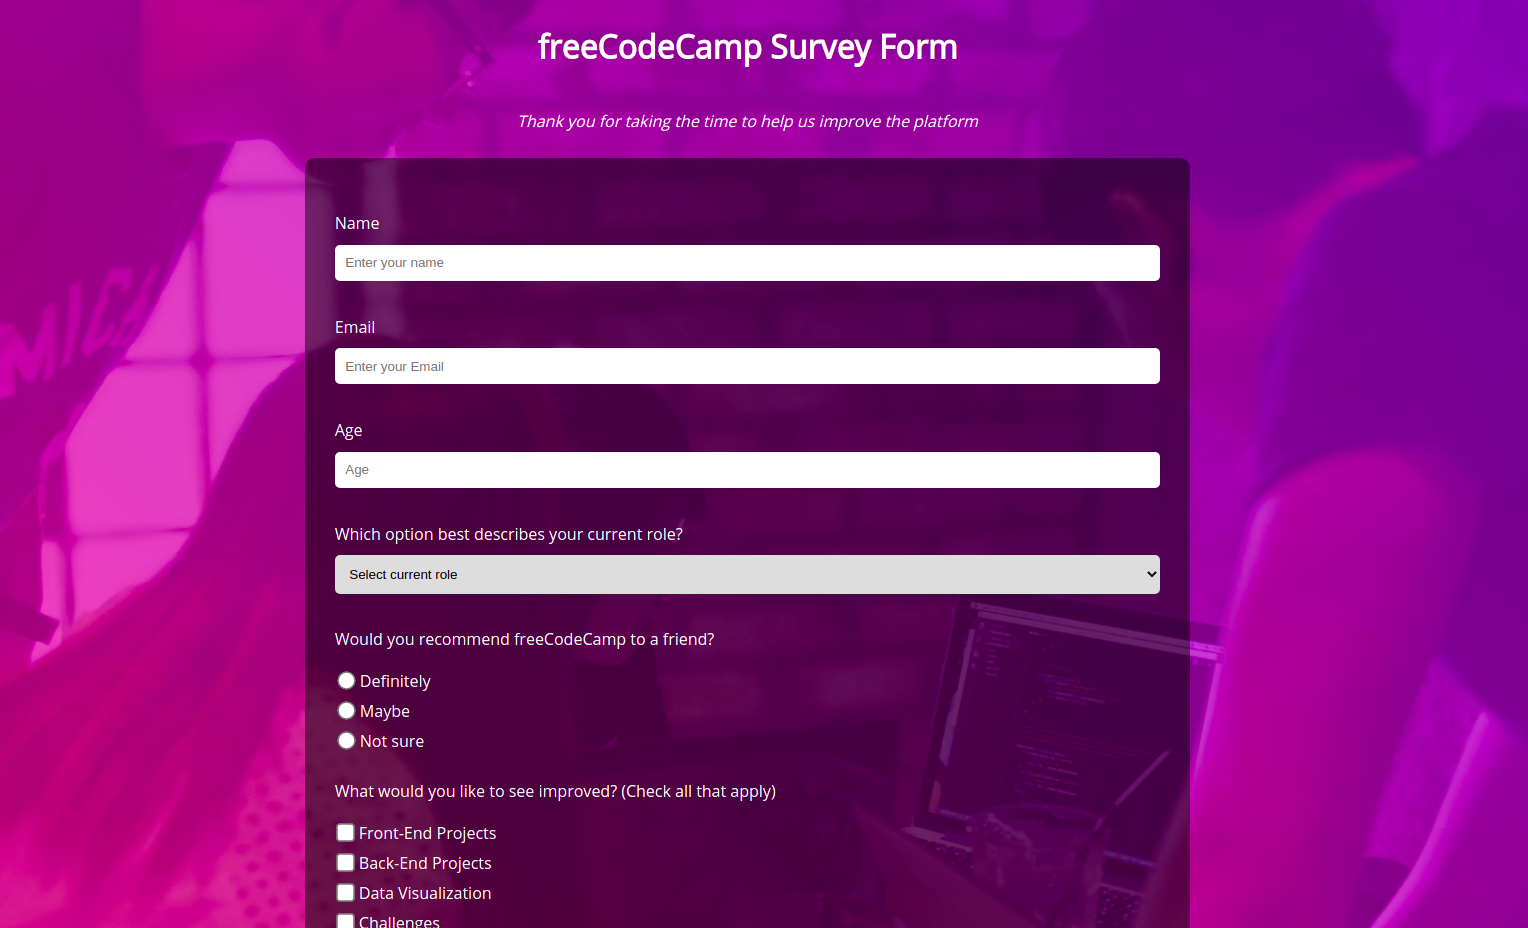 freeCodeCamp Survey Form
Thank you for taking the time to help us improve the platform
Name
Enter your name
MICA
Email
Enter your Email
Age
Age
Which option best describes your current role?
Select current role
Would you recommend freeCodeCamp to a friend?
Definitely
Maybe
Not sure
What would you like to see improved? (Check all that apply)
Front-End Projects
Back-End Projects
Data Visualization
Challenges